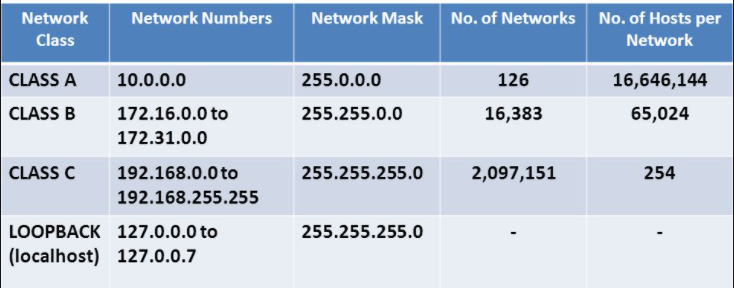 Network Class Network Numbers Network Mask No. of Networks No. of Hosts per Network
CLASS A 10.0.0.0 255.0.0.0 126 16,646,144
CLASS B 172.16.0.0 to 172.31.0.0 255.255.0.0 16,383 65,024
CLASS C 192.168.0.0 to 192.168.255.255 255.255.255.0 2,097,151 254
LOOPBACK (localhost) 127.0.0.0 to 127.0.0.7 255.255.255.0 - -